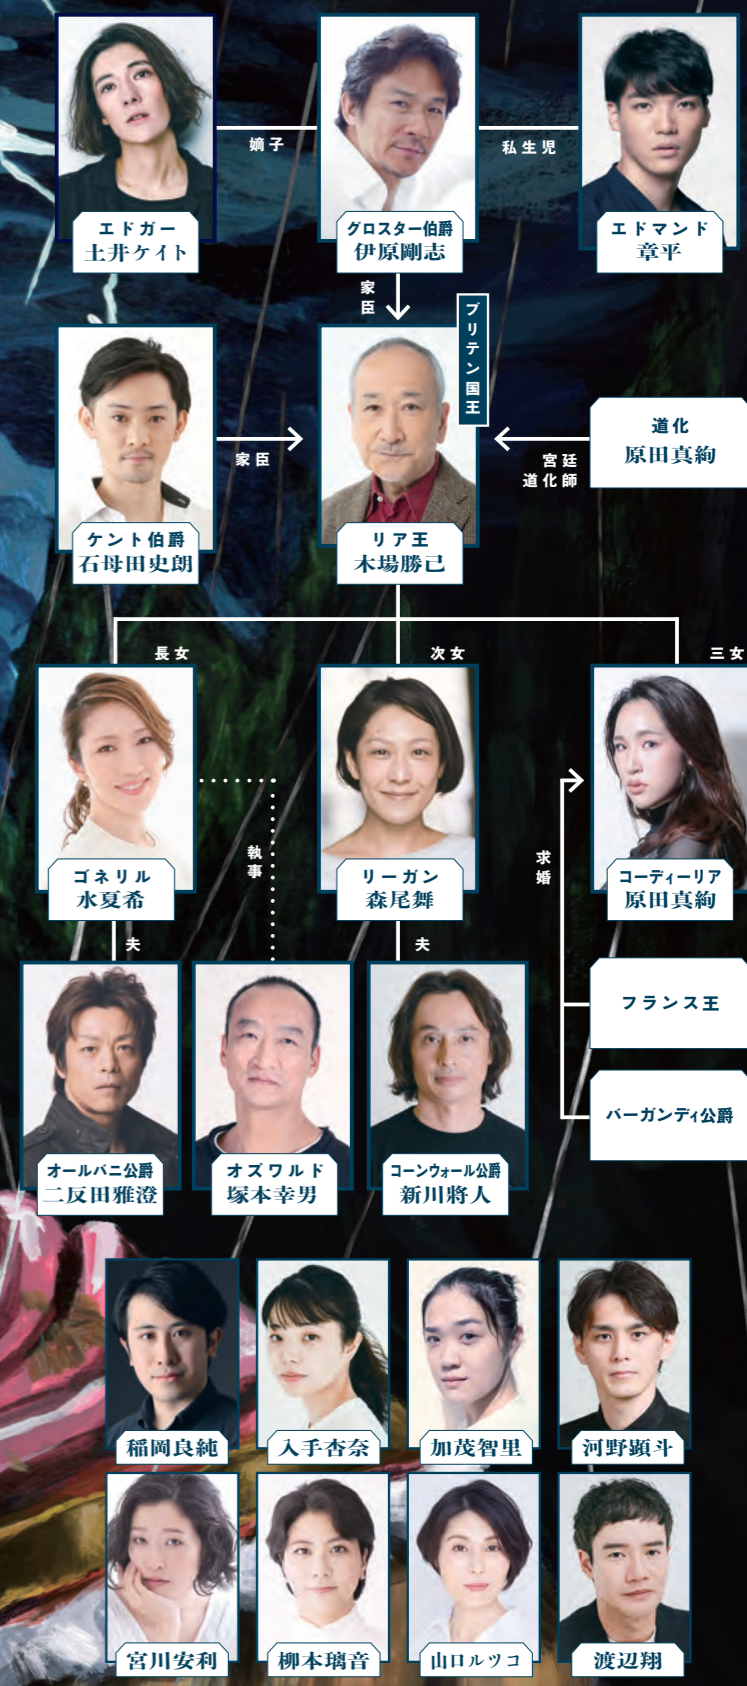 嫡子
私生児
エドガー
土井ケイト
グロスター伯爵
伊原剛志
エドマンド
章平
家臣
ブリテン国王
家臣
宮廷
道化師
道化
原田真絢
ケント伯爵
石母田史朗
リア王
木場勝己
長女
次女
三女
ゴネリル
水夏希
執事
リーガン
森尾舞
求婚
コーディーリア
原田真絢
夫
夫
フランス王
バーガンディ公爵
オールバニ公爵
二反田雅澄
オズワルド
塚本幸男
コーンウォール公爵
新川將人
稲岡良純
入手杏奈
加茂智里
河野顕斗
宮川安利
柳本璃音
山口ルツコ
渡辺翔